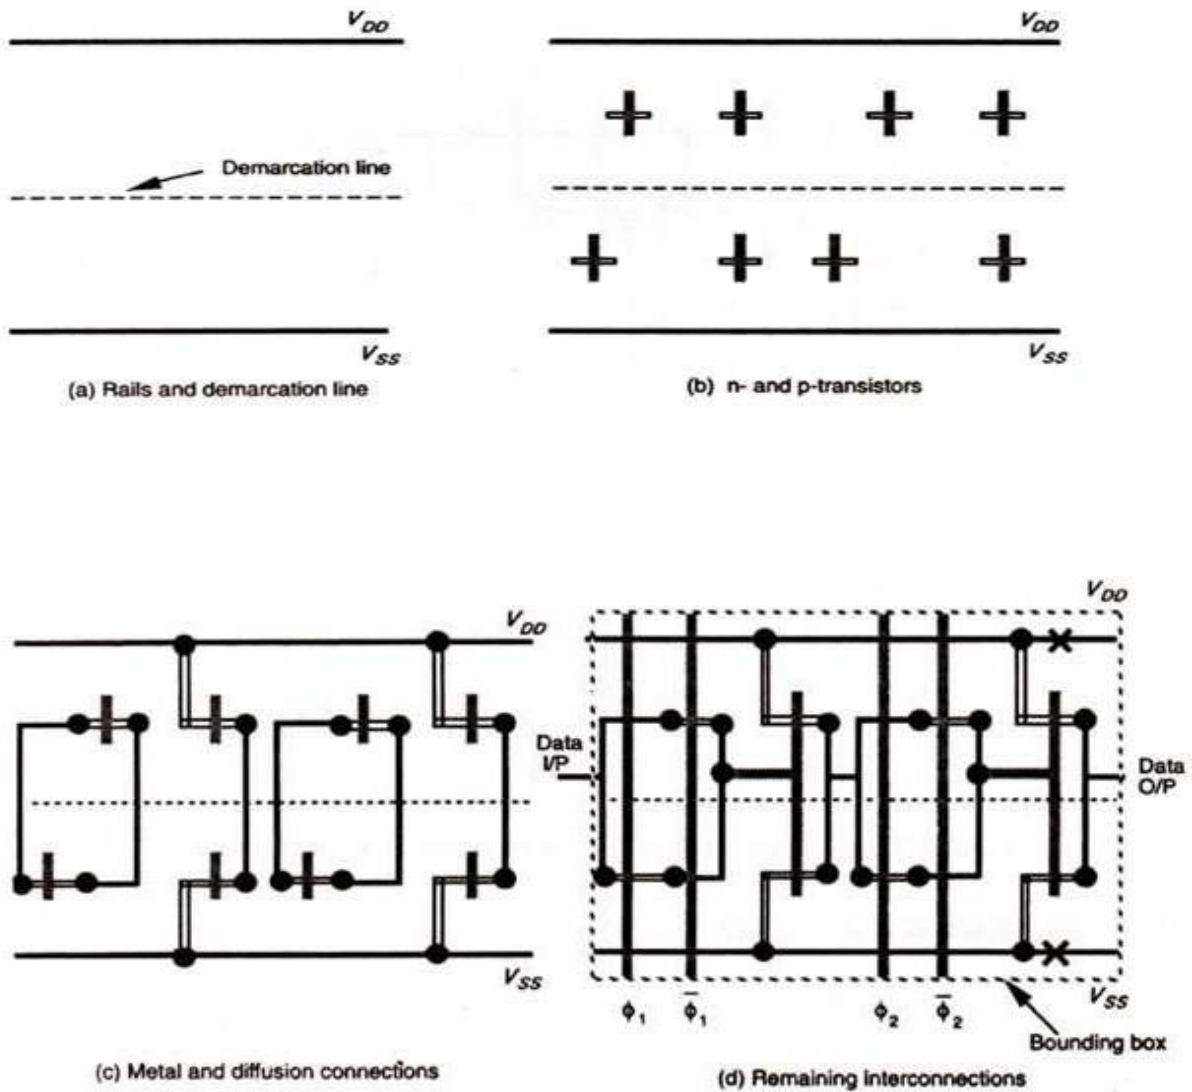 V_DD
V_DD
Demarcation line
V_SS
V_SS
(a) Rails and demarcation line
(b) n- and p-transistors
V_DD
V_DD
Data
I/P
Data
O/P
V_SS
V_SS
ϕ₁
ϕ̅₁
ϕ₂
ϕ̅₂
Bounding box
(c) Metal and diffusion connections
(d) Remaining interconnections